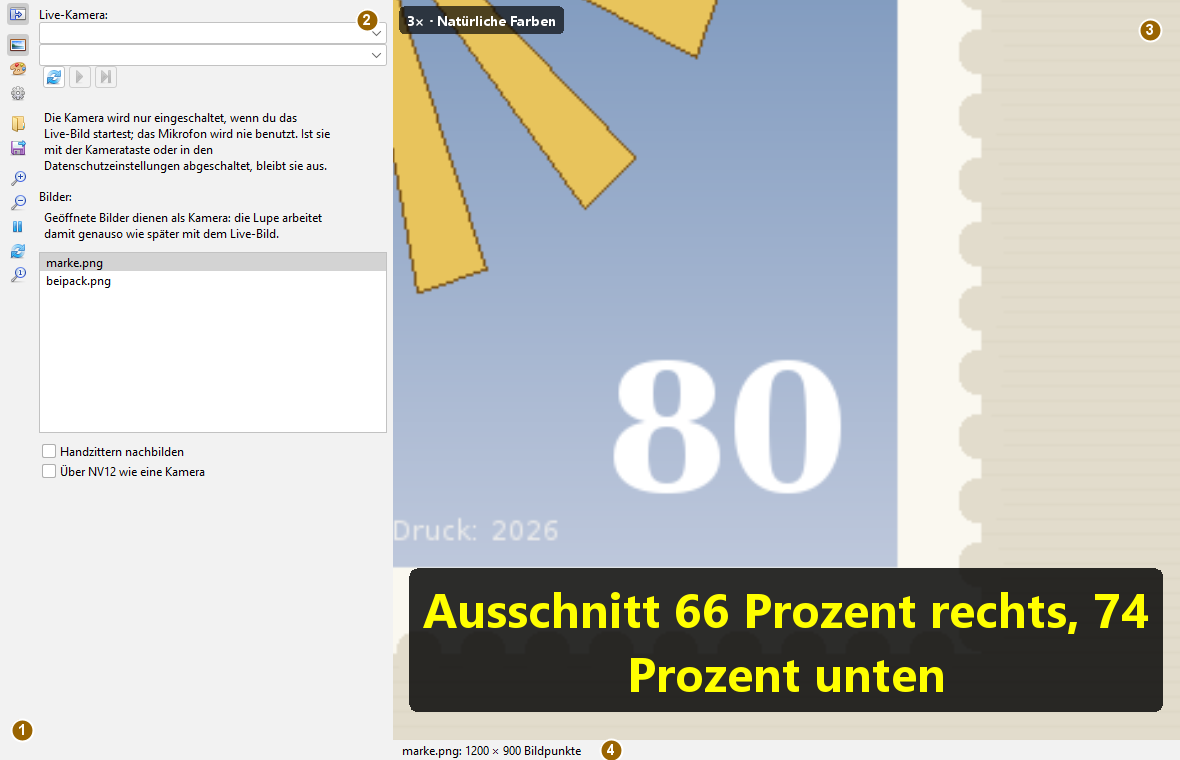 Live-Kamera:
2
3× · Natürliche Farben
3
Die Kamera wird nur eingeschaltet, wenn du das
Live-Bild startest; das Mikrofon wird nie benutzt. Ist sie
mit der Kamerataste oder in den
Datenschutzeinstellungen abgeschaltet, bleibt sie aus.
Bilder:
Geöffnete Bilder dienen als Kamera: die Lupe arbeitet
damit genauso wie später mit dem Live-Bild.
marke.png
beipack.png
Handzittern nachbilden
Über NV12 wie eine Kamera
80
Druck: 2026
Ausschnitt 66 Prozent rechts, 74
Prozent unten
1
marke.png: 1200 × 900 Bildpunkte
4